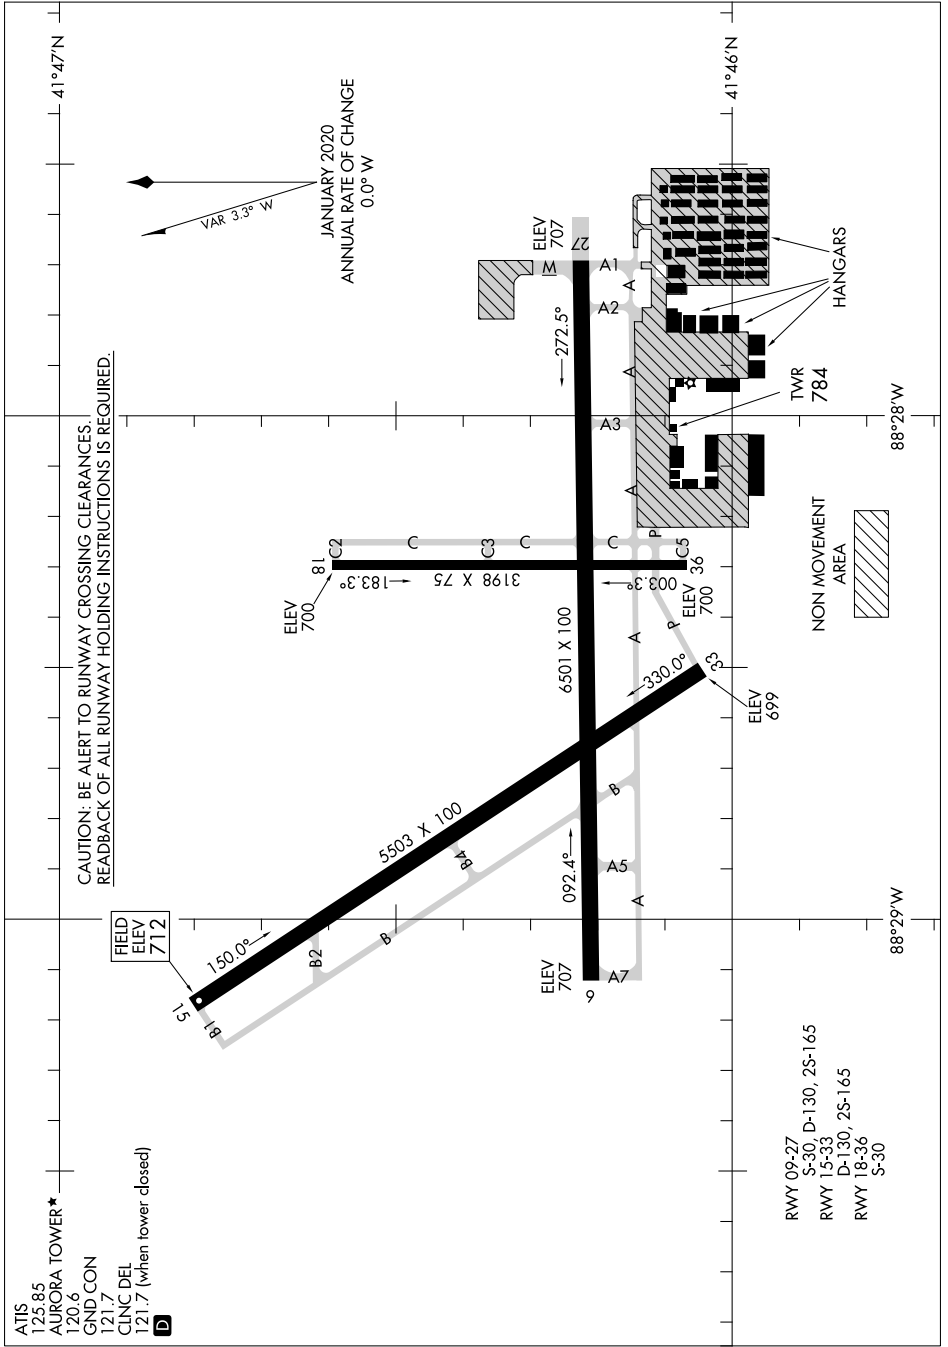 ATIS
125.85
AURORA TOWER★
120.6
GND CON
121.7
CLNC DEL
121.7 (when tower closed)
D
CAUTION: BE ALERT TO RUNWAY CROSSING CLEARANCES.
READBACK OF ALL RUNWAY HOLDING INSTRUCTIONS IS REQUIRED.
JANUARY 2020
ANNUAL RATE OF CHANGE
0.0° W
VAR 3.3° W
41°47'N
41°46'N
88°29'W
88°28'W
FIELD
ELEV
712
15
150.0°
5503 X 100
330.0°
33
ELEV
699
B1
B2
B
B4
B
ELEV
707
9
092.4°
6501 X 100
272.5°
27
ELEV
707
18
ELEV
700
183.3°
3198 X 75
003.3°
36
ELEV
700
C2
C
C3
C
C
C5
W
A1
A
A2
A
A3
A
A
A5
A
A7
P
P
TWR
784
HANGARS
NON MOVEMENT
AREA
RWY 09-27
S-30, D-130, 2S-165
RWY 15-33
D-130, 2S-165
RWY 18-36
S-30